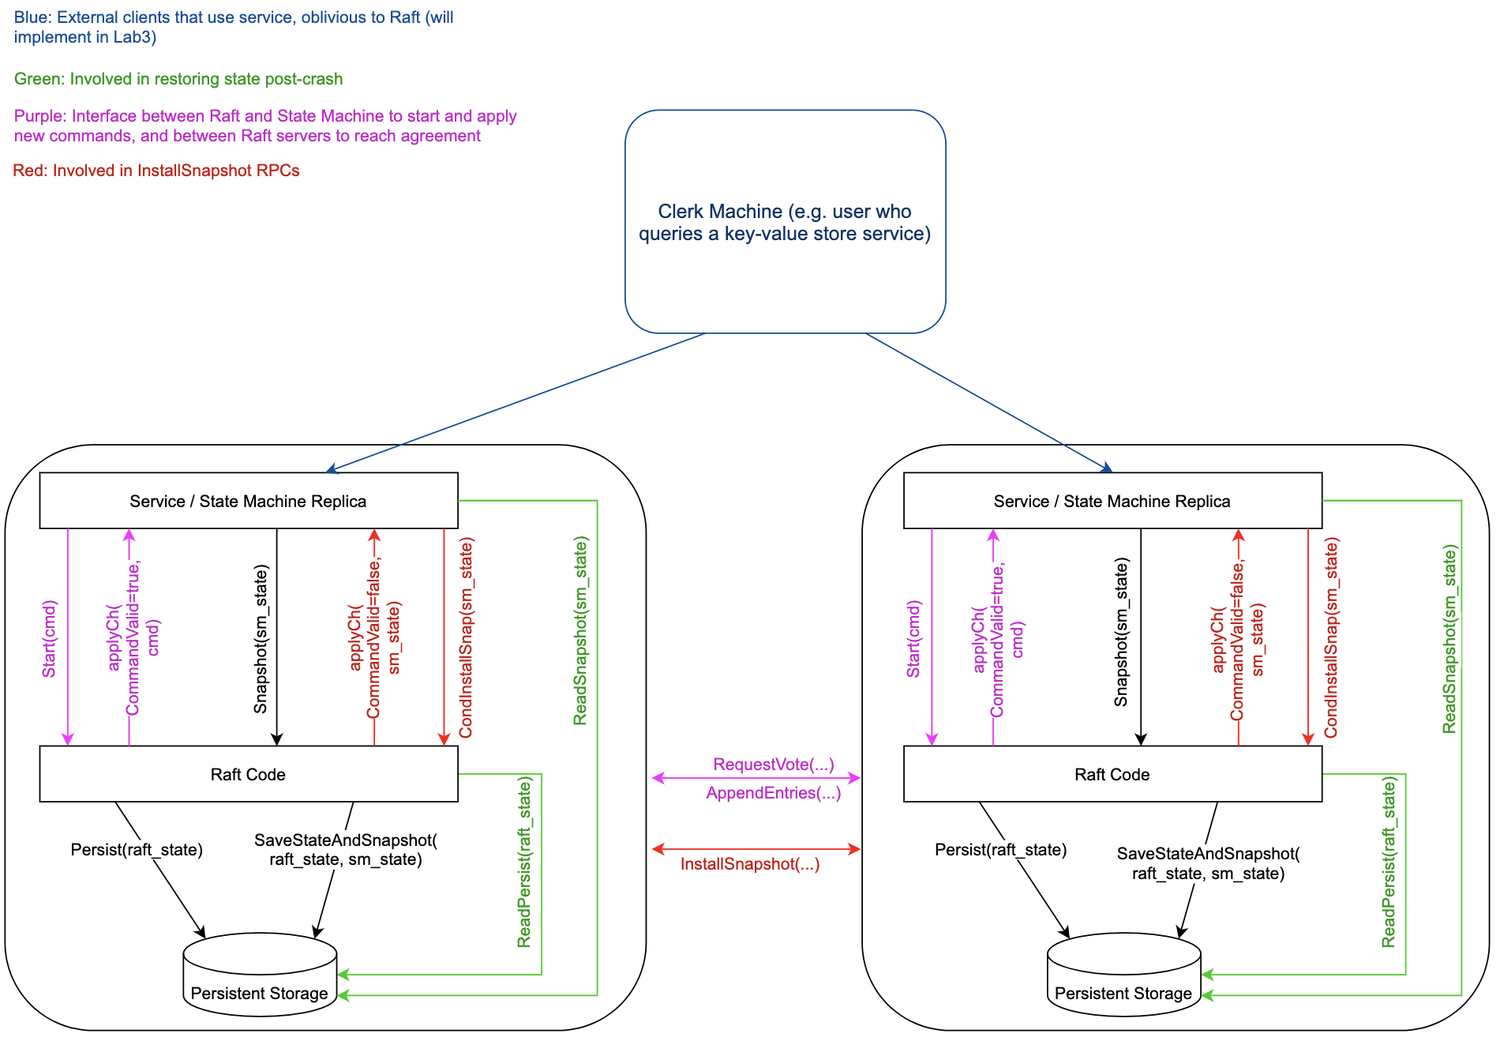 Blue: External clients that use service, oblivious to Raft (will
implement in Lab3)
Green: Involved in restoring state post-crash
Purple: Interface between Raft and State Machine to start and apply
new commands, and between Raft servers to reach agreement
Red: Involved in InstallSnapshot RPCs
Clerk Machine (e.g. user who
queries a key-value store service)
Service / State Machine Replica
Start(cmd)
applyCh(
CommandValid=true,
cmd)
Snapshot(sm_state)
applyCh(
CommandValid=false,
sm_state)
CondInstallSnap(sm_state)
ReadSnapshot(sm_state)
Raft Code
Persist(raft_state)
SaveStateAndSnapshot(
raft_state, sm_state)
ReadPersist(raft_state)
Persistent Storage
RequestVote(...)
AppendEntries(...)
InstallSnapshot(...)
Service / State Machine Replica
Start(cmd)
applyCh(
CommandValid=true,
cmd)
Snapshot(sm_state)
applyCh(
CommandValid=false,
sm_state)
CondInstallSnap(sm_state)
ReadSnapshot(sm_state)
Raft Code
Persist(raft_state)
SaveStateAndSnapshot(
raft_state, sm_state)
ReadPersist(raft_state)
Persistent Storage